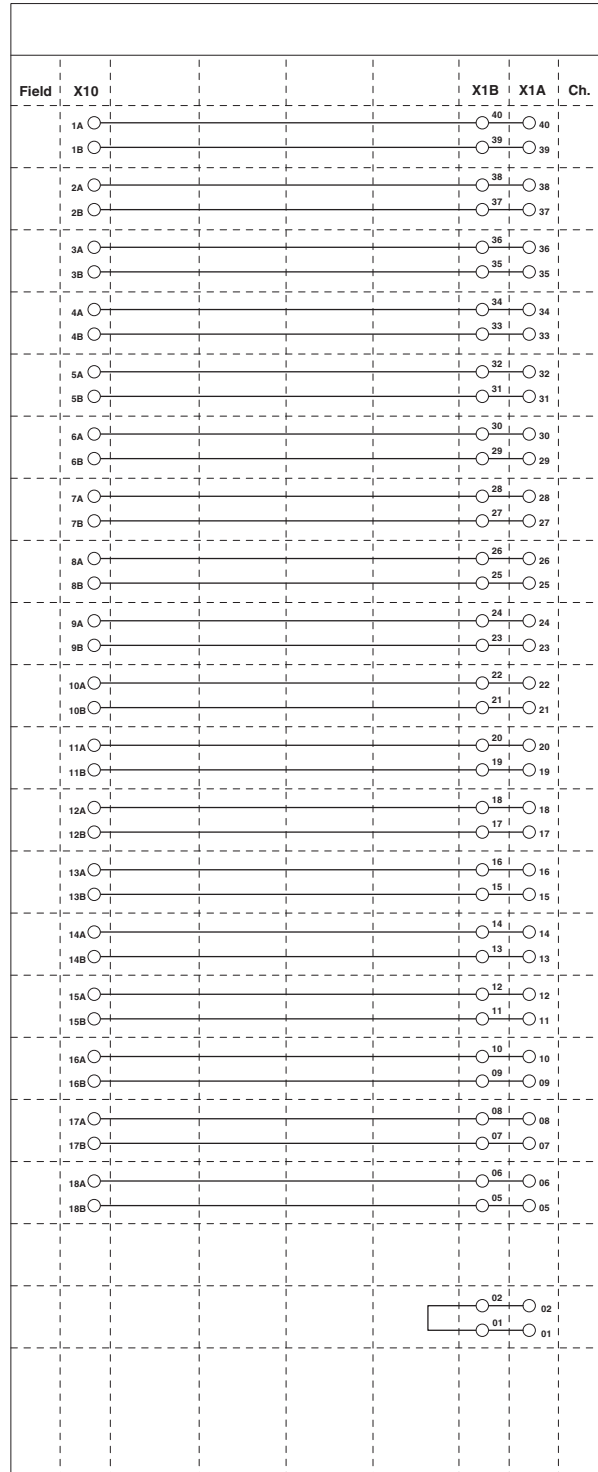 Field X10 X1B X1A Ch.
1A 40 40
1B 39 39
2A 38 38
2B 37 37
3A 36 36
3B 35 35
4A 34 34
4B 33 33
5A 32 32
5B 31 31
6A 30 30
6B 29 29
7A 28 28
7B 27 27
8A 26 26
8B 25 25
9A 24 24
9B 23 23
10A 22 22
10B 21 21
11A 20 20
11B 19 19
12A 18 18
12B 17 17
13A 16 16
13B 15 15
14A 14 14
14B 13 13
15A 12 12
15B 11 11
16A 10 10
16B 09 09
17A 08 08
17B 07 07
18A 06 06
18B 05 05
02 02
01 01